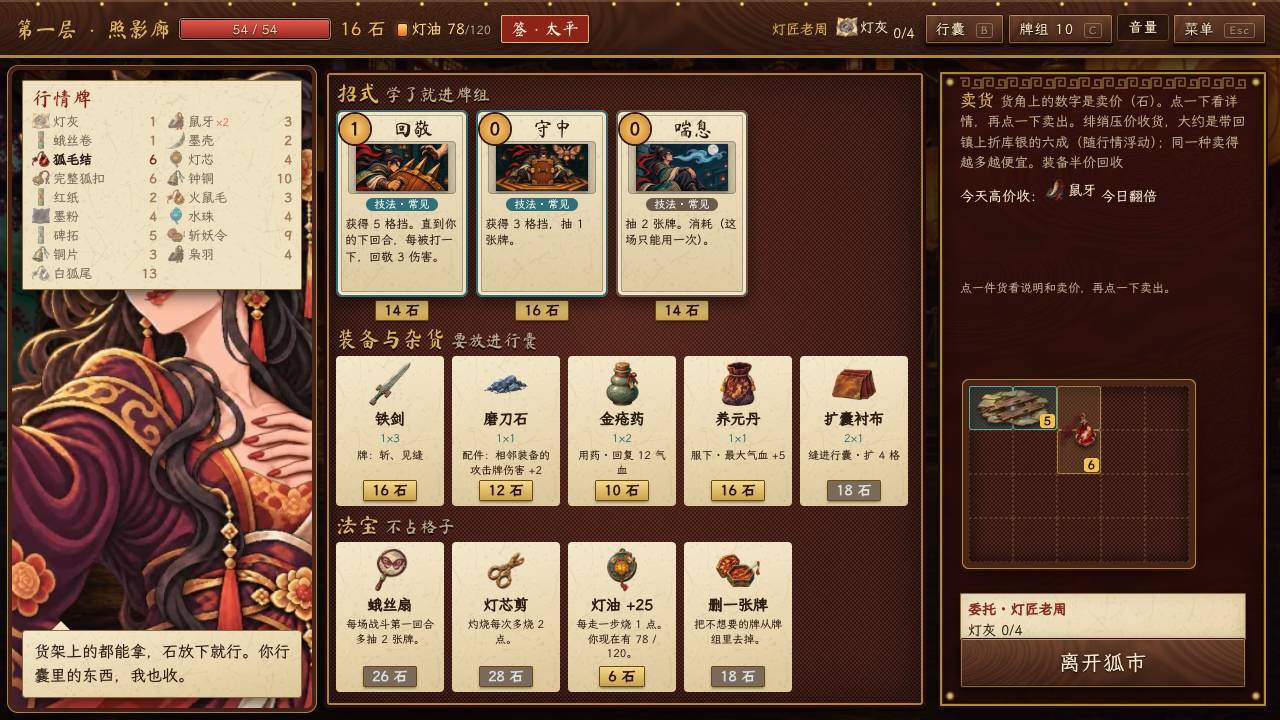 第一层 · 照影廊
54 / 54
16 石
灯油 78/120
签 · 太平
灯匠老周
灯灰 0/4
行囊 B
牌组 10 C
音量
菜单 Esc
行情牌
灯灰 1
鼠牙×2 3
蛾丝卷 1
墨壳 2
狐毛结 6
灯芯 4
完整狐扣 6
钟铜 10
红纸 2
火鼠毛 3
墨粉 4
水珠 4
碑拓 5
斩妖令 9
铜片 3
枭羽 4
白狐尾 13
货架上的都能拿，石放下就行。你行
囊里的东西，我也收。
招式 学了就进牌组
1 回敬
技法·常见
获得 5 格挡。直到你
的下回合，每被打一
下，回敬 3 伤害。
14 石
0 守中
技法·常见
获得 3 格挡，抽 1
张牌。
16 石
0 喘息
技法·常见
抽 2 张牌。消耗（这
场只能用一次）。
14 石
装备与杂货 要放进行囊
铁剑
1×3
牌：斩、见缝
16 石
磨刀石
1×1
配件：相邻装备的
攻击牌伤害 +2
12 石
金疮药
1×2
用药·回复 12 气
血
10 石
养元丹
1×1
服下·最大气血 +5
16 石
扩囊衬布
2×1
缝进行囊·扩 4 格
18 石
法宝 不占格子
蛾丝扇
每场战斗第一回合
多抽 2 张牌。
26 石
灯芯剪
灼烧每次多烧 2
点。
28 石
灯油 +25
每走一步烧 1 点。
你现在有 78 /
120。
6 石
删一张牌
把不想要的牌从牌
组里去掉。
18 石
卖货 货角上的数字是卖价（石）。点一下看详
情，再点一下卖出。绯绡压价收货，大约是带回
镇上折库银的六成（随行情浮动）；同一种卖得
越多越便宜。装备半价回收
今天高价收： 鼠牙 今日翻倍
点一件货看说明和卖价，再点一下卖出。
5
6
委托·灯匠老周
灯灰 0/4
离开狐市